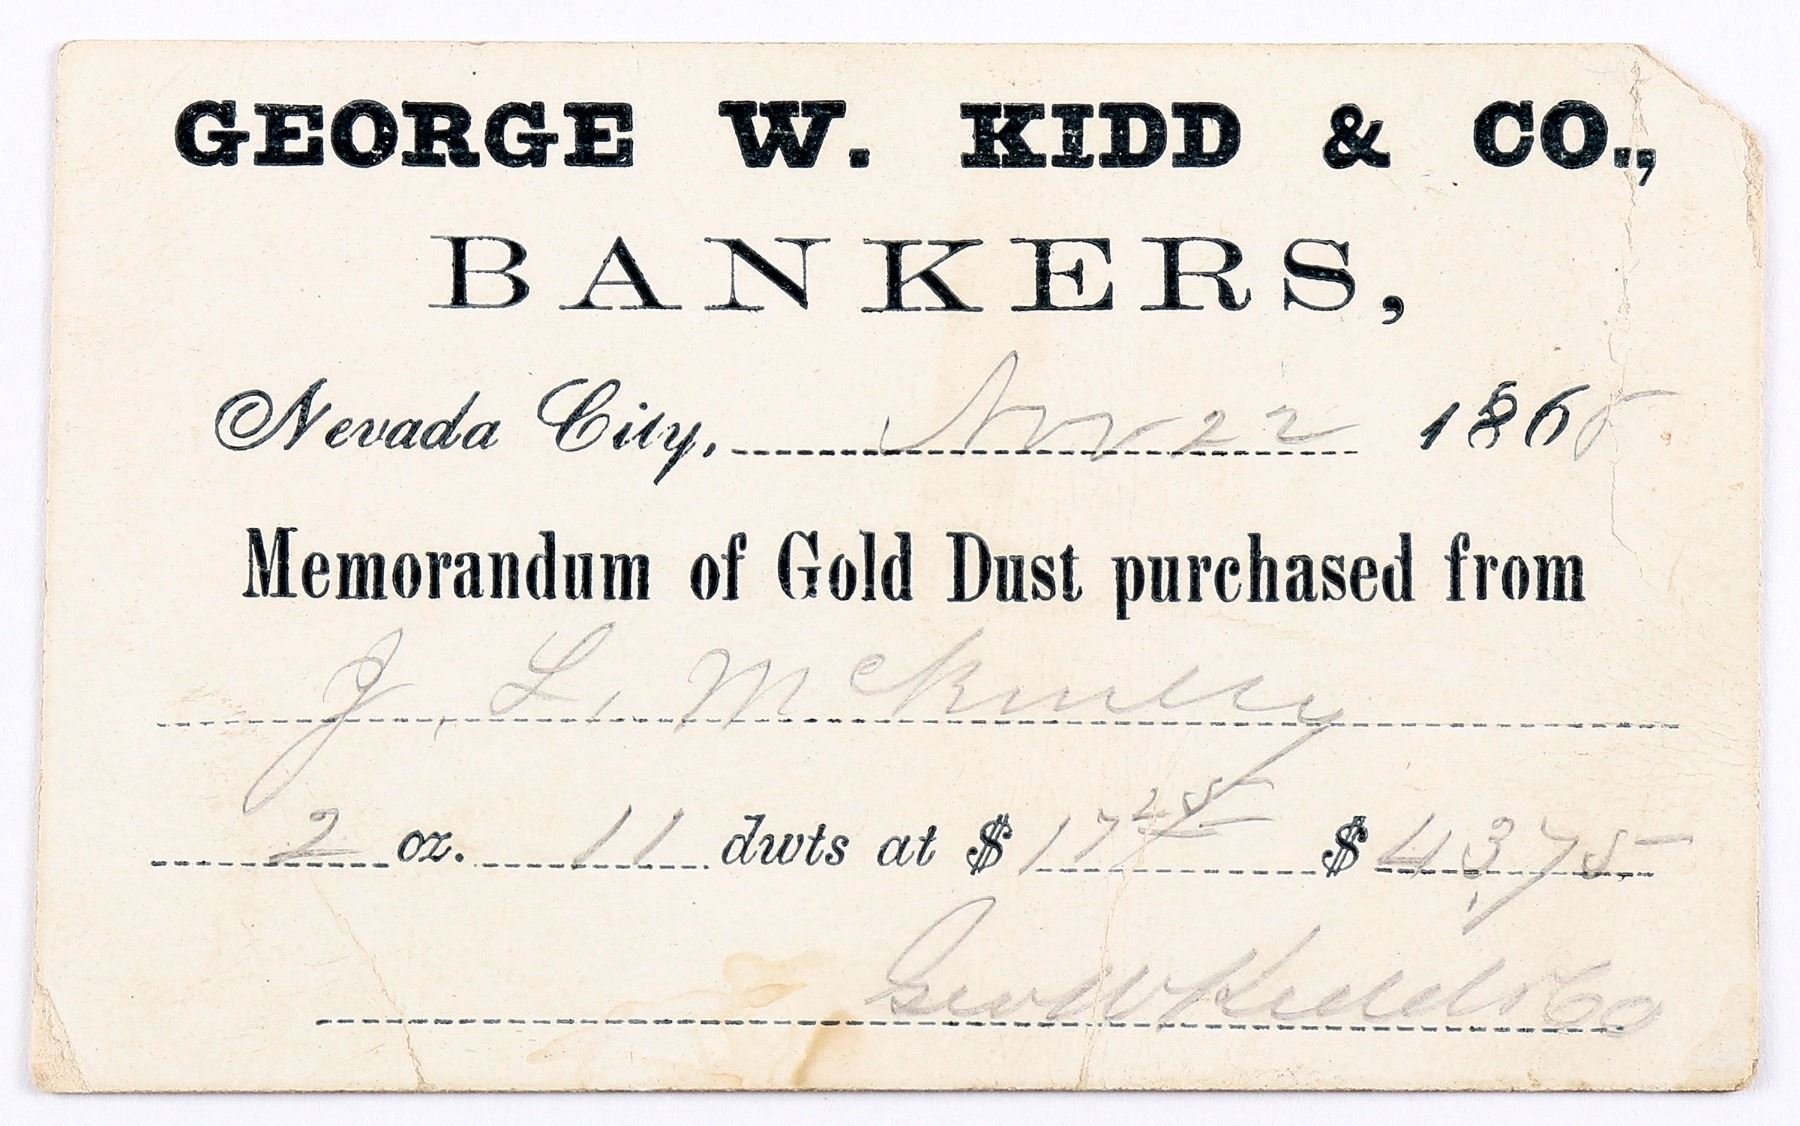 GEORGE W. KIDD & CO.,
BANKERS,
Nevada City, Nov 22 1865
Memorandum of Gold Dust purchased from
J. L.
2 oz. 11 dwts at $17 $43,75
Geo W Kidd & Co